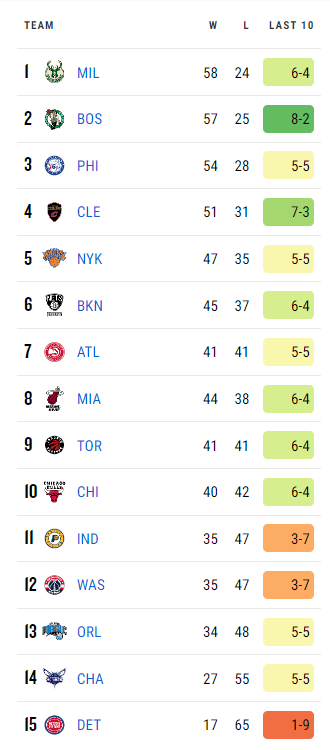 TEAM W L LAST 10
1 MIL 58 24 6-4
2 BOS 57 25 8-2
3 PHI 54 28 5-5
4 CLE 51 31 7-3
5 NYK 47 35 5-5
6 BKN 45 37 6-4
7 ATL 41 41 5-5
8 MIA 44 38 6-4
9 TOR 41 41 6-4
10 CHI 40 42 6-4
11 IND 35 47 3-7
12 WAS 35 47 3-7
13 ORL 34 48 5-5
14 CHA 27 55 5-5
15 DET 17 65 1-9